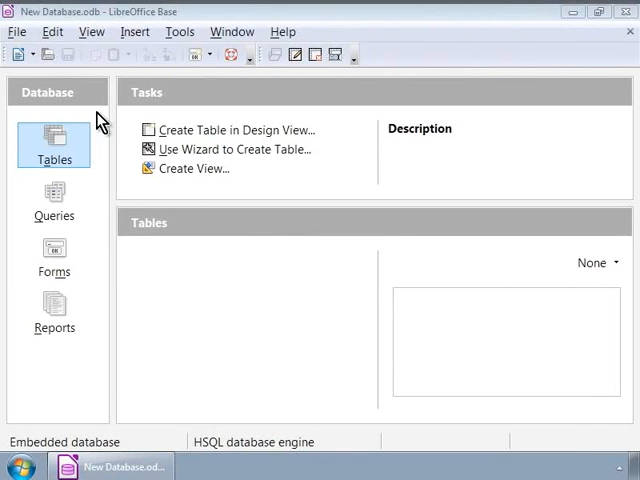 New Database.odb - LibreOffice Base
File Edit View Insert Tools Window Help
Database
Tasks
Tables
Queries
Forms
Reports
Create Table in Design View...
Use Wizard to Create Table...
Create View...
Description
Tables
None
Embedded database
HSQL database engine
New Database.od...